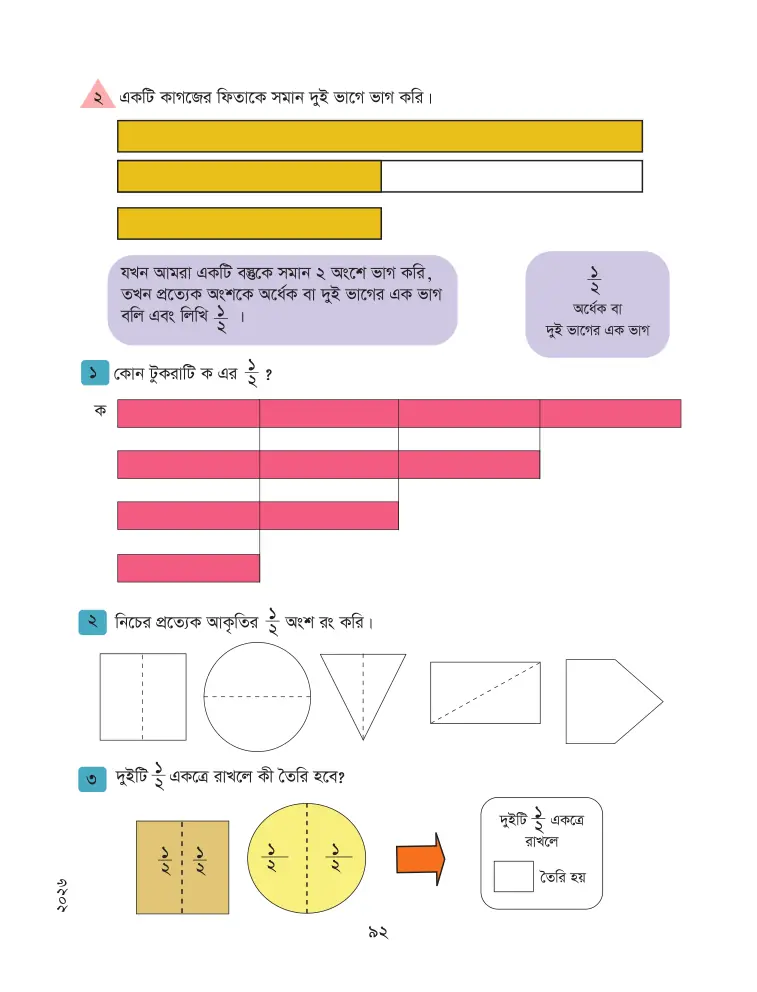 ২ একটি কাগজের ফিতাকে সমান দুই ভাগে ভাগ করি।
যখন আমরা একটি বস্তুকে সমান ২ অংশে ভাগ করি,
তখন প্রত্যেক অংশকে অর্ধেক বা দুই ভাগের এক ভাগ
বলি এবং লিখি ১/২ ।
১/২
অর্ধেক বা
দুই ভাগের এক ভাগ
১ কোন টুকরাটি ক এর ১/২ ?
ক
২ নিচের প্রত্যেক আকৃতির ১/২ অংশ রং করি।
৩ দুইটি ১/২ একত্রে রাখলে কী তৈরি হবে?
১/২ ১/২
১/২ ১/২
দুইটি ১/২ একত্রে
রাখলে
তৈরি হয়
২০২৬
৯২